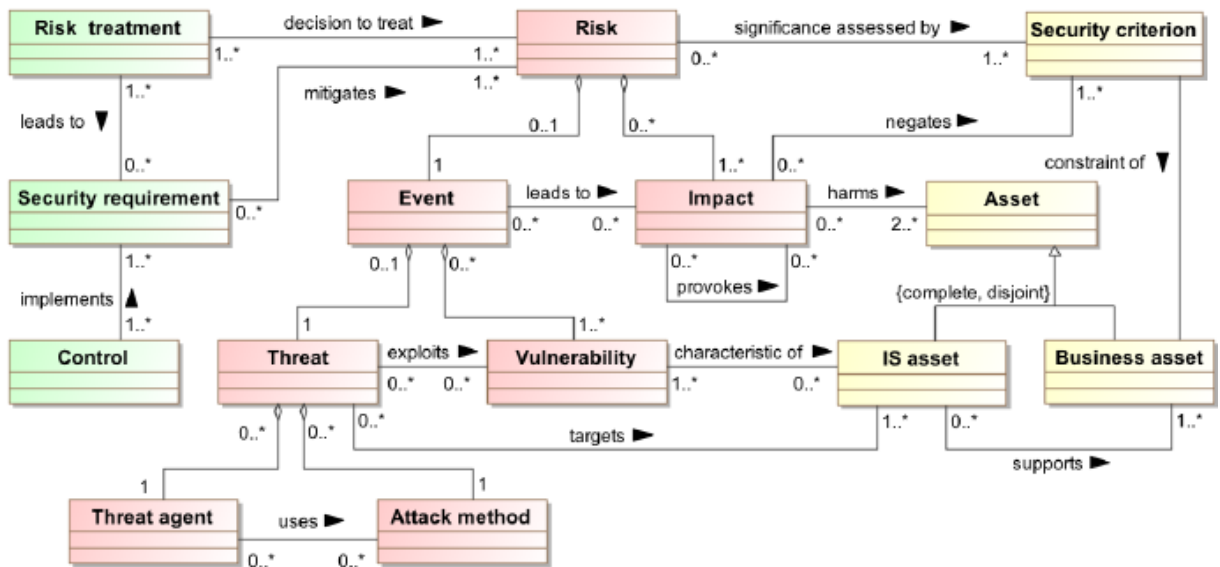 Risk treatment
decision to treat ►
1..*
1..*
Risk
significance assessed by ►
0..*
1..*
Security criterion
1..*
leads to ▼
0..*
mitigates ►
1..*
0..1
0..*
negates ►
1..*
constraint of ▼
Security requirement
0..*
1
Event
leads to ►
0..*
0..*
1..*
Impact
0..*
harms ►
0..*
2..*
Asset
1..*
implements ▲
1..*
0..1
0..*
0..*
0..*
provokes ►
{complete, disjoint}
Control
1
Threat
exploits ►
0..*
0..*
1..*
Vulnerability
characteristic of ►
1..*
0..*
IS asset
Business asset
0..*
0..*
0..*
targets ►
1..*
0..*
supports ►
1..*
1
1
Threat agent
uses ►
0..*
0..*
Attack method